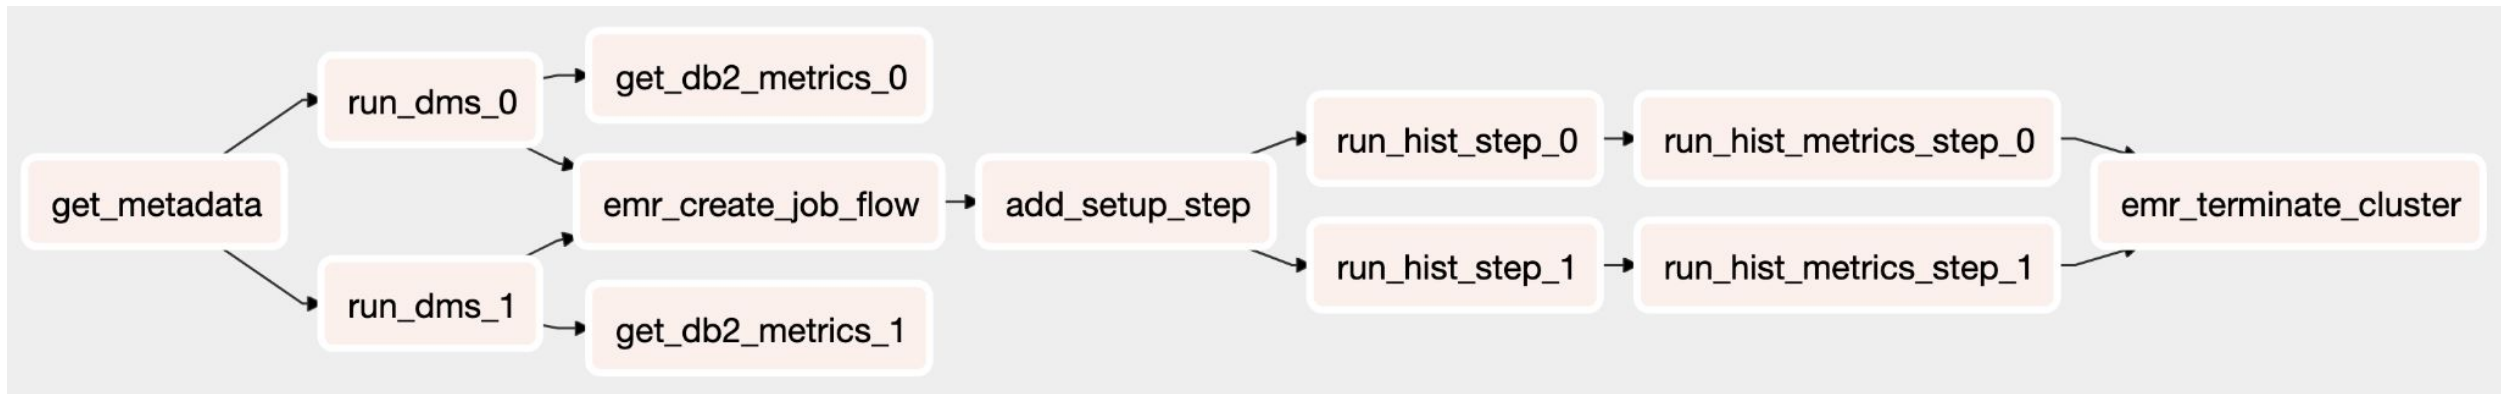 get_metadata
run_dms_0
run_dms_1
get_db2_metrics_0
emr_create_job_flow
get_db2_metrics_1
add_setup_step
run_hist_step_0
run_hist_step_1
run_hist_metrics_step_0
run_hist_metrics_step_1
emr_terminate_cluster